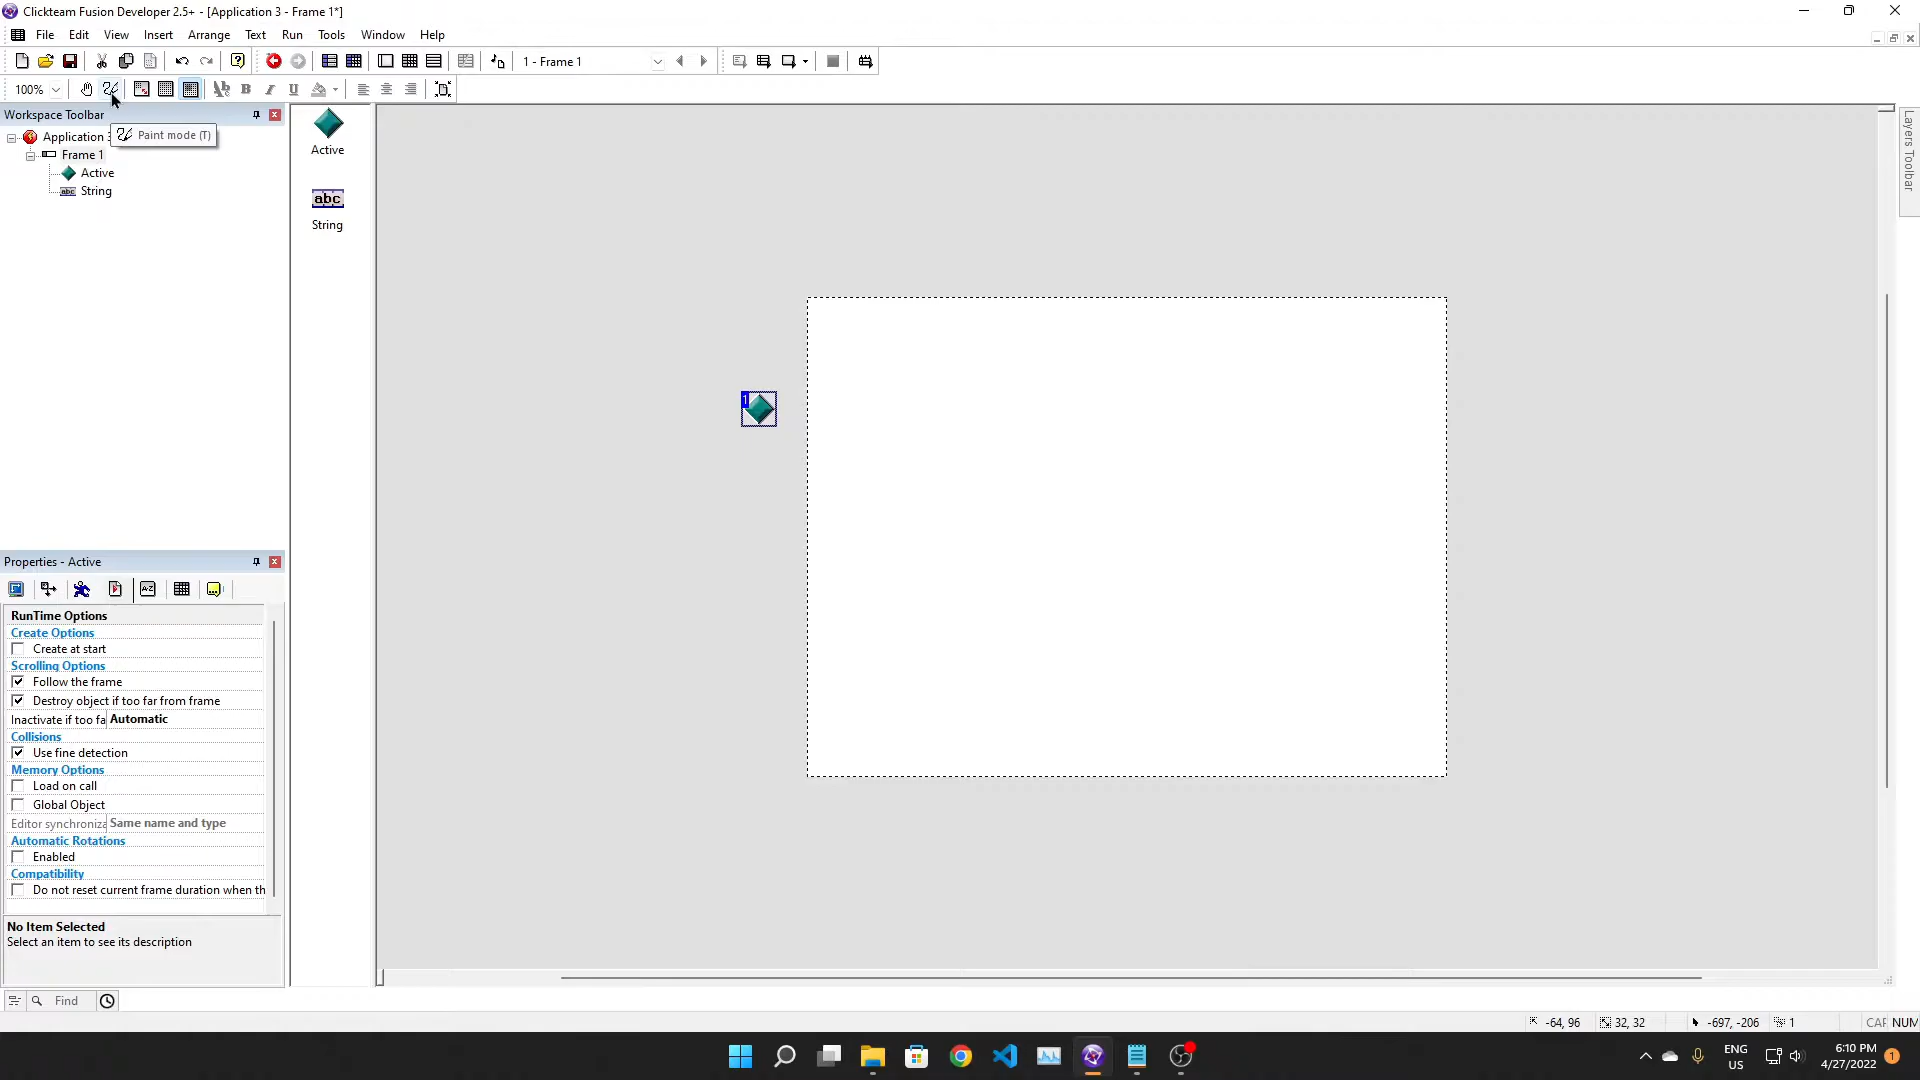 Clickteam Fusion Developer 2.5+ - [Application 3 - Frame 1*]
File Edit View Insert Arrange Text Run Tools Window Help
1 - Frame 1
100%
Workspace Toolbar
Application 3
Paint mode (T)
Frame 1
Active
String
Active
abc
String
Layers Toolbar
1
Properties - Active
RunTime Options
Create Options
Create at start
Scrolling Options
Follow the frame
Destroy object if too far from frame
Inactivate if too fa Automatic
Collisions
Use fine detection
Memory Options
Load on call
Global Object
Editor synchroniza Same name and type
Automatic Rotations
Enabled
Compatibility
Do not reset current frame duration when th
No Item Selected
Select an item to see its description
Find
-64, 96 32, 32 -697, -206 1 CAP NUM
ENG
US
6:10 PM
4/27/2022
1